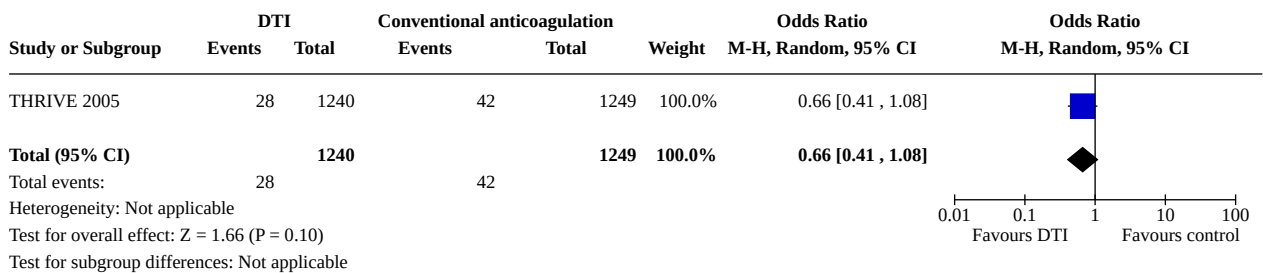 DTI Conventional anticoagulation Odds Ratio Odds Ratio
Study or Subgroup Events Total Events Total Weight M-H, Random, 95% CI M-H, Random, 95% CI
THRIVE 2005 28 1240 42 1249 100.0% 0.66 [0.41 , 1.08]
Total (95% CI) 1240 1249 100.0% 0.66 [0.41 , 1.08]
Total events: 28 42
Heterogeneity: Not applicable
Test for overall effect: Z = 1.66 (P = 0.10)
Test for subgroup differences: Not applicable
0.01 0.1 1 10 100
Favours DTI Favours control